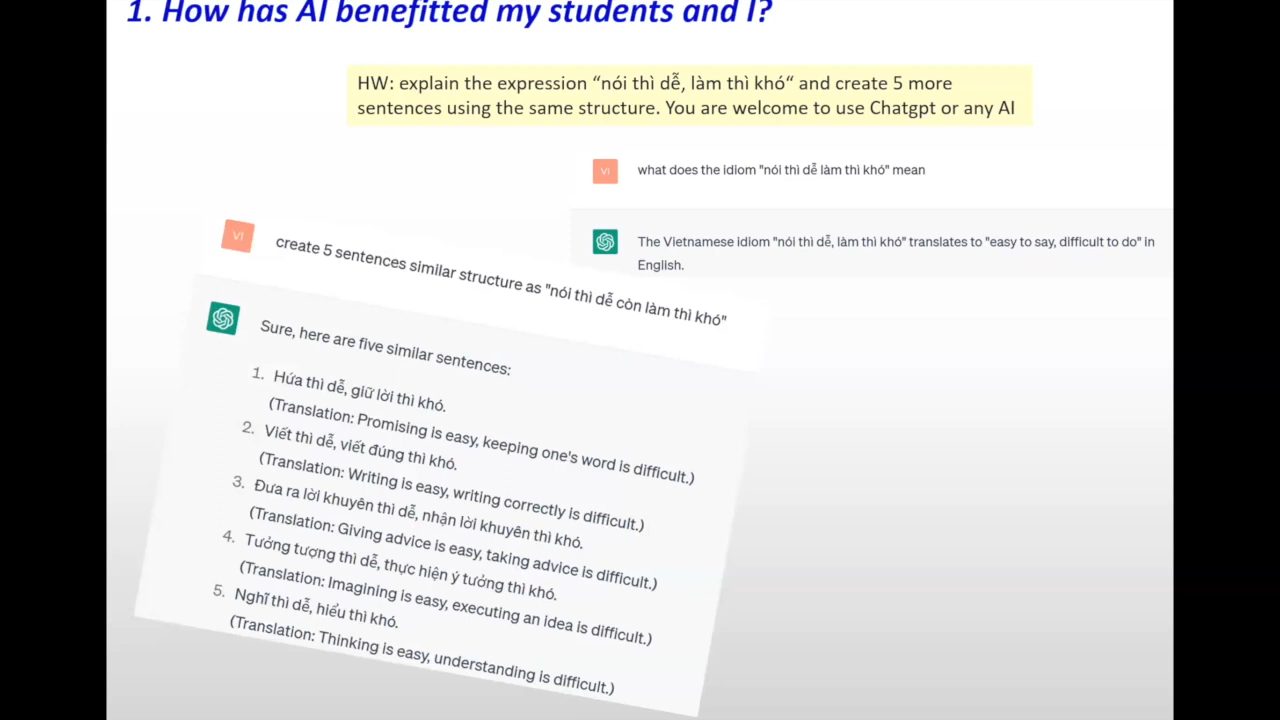 1. How has AI benefitted my students and I?
HW: explain the expression “nói thì dễ, làm thì khó“ and create 5 more
sentences using the same structure. You are welcome to use Chatgpt or any AI
VI
what does the idiom "nói thì dễ làm thì khó" mean
The Vietnamese idiom "nói thì dễ, làm thì khó" translates to "easy to say, difficult to do" in
English.
VI
create 5 sentences similar structure as "nói thì dễ còn làm thì khó"
Sure, here are five similar sentences:
1. Hứa thì dễ, giữ lời thì khó.
(Translation: Promising is easy, keeping one's word is difficult.)
2. Viết thì dễ, viết đúng thì khó.
(Translation: Writing is easy, writing correctly is difficult.)
3. Đưa ra lời khuyên thì dễ, nhận lời khuyên thì khó.
(Translation: Giving advice is easy, taking advice is difficult.)
4. Tưởng tượng thì dễ, thực hiện ý tưởng thì khó.
(Translation: Imagining is easy, executing an idea is difficult.)
5. Nghĩ thì dễ, hiểu thì khó.
(Translation: Thinking is easy, understanding is difficult.)